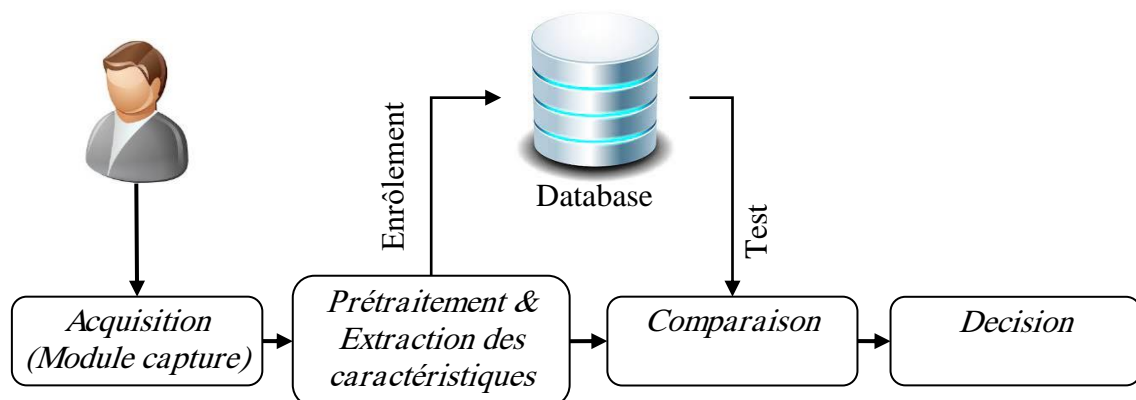 Enrôlement
Database
Test
Acquisition
(Module capture)
Prétraitement &
Extraction des
caractéristiques
Comparaison
Decision